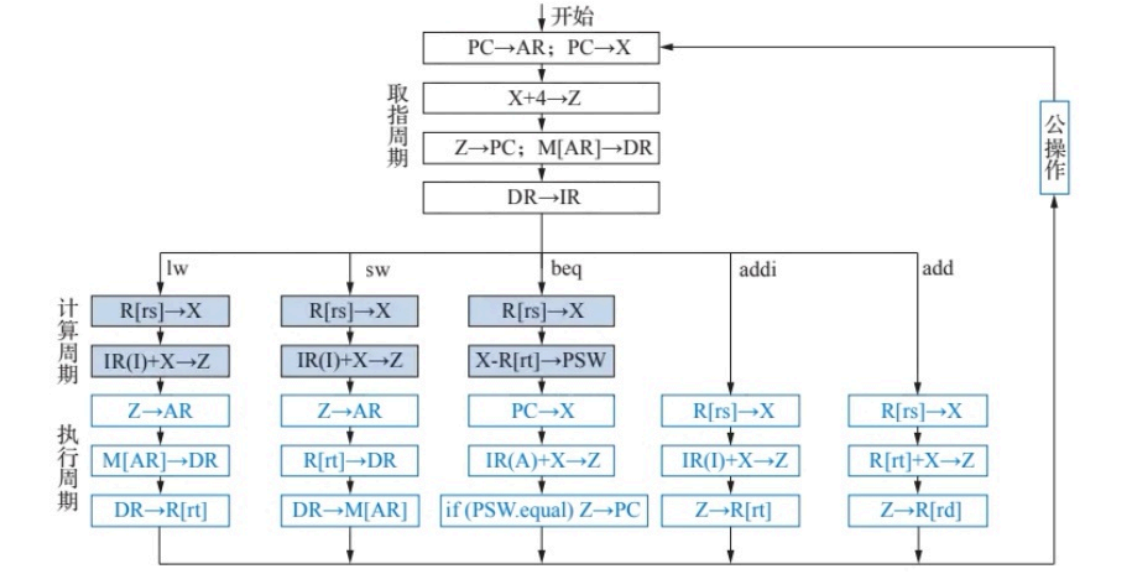 开始
PC→AR；PC→X
取指周期
X+4→Z
Z→PC；M[AR]→DR
DR→IR
公操作
lw
sw
beq
addi
add
计算周期
R[rs]→X
R[rs]→X
R[rs]→X
IR(I)+X→Z
IR(I)+X→Z
X-R[rt]→PSW
执行周期
Z→AR
Z→AR
PC→X
R[rs]→X
R[rs]→X
M[AR]→DR
R[rt]→DR
IR(A)+X→Z
IR(I)+X→Z
R[rt]+X→Z
DR→R[rt]
DR→M[AR]
if (PSW.equal) Z→PC
Z→R[rt]
Z→R[rd]